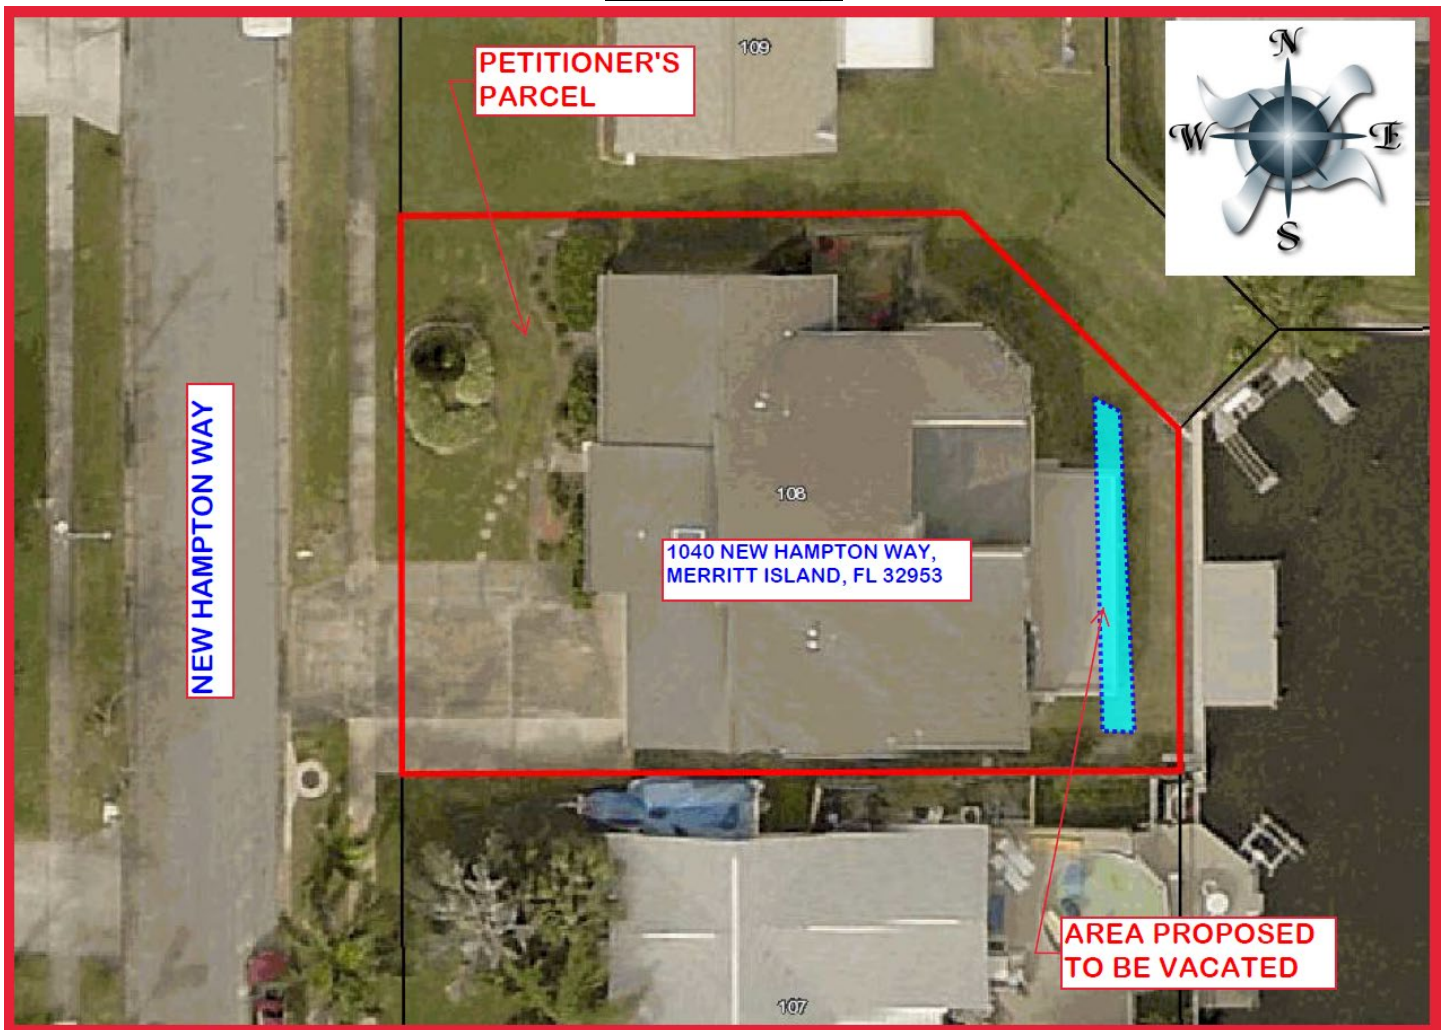 109
PETITIONER'S
PARCEL
N
W
E
S
NEW HAMPTON WAY
108
1040 NEW HAMPTON WAY,
MERRITT ISLAND, FL 32953
AREA PROPOSED
TO BE VACATED
107